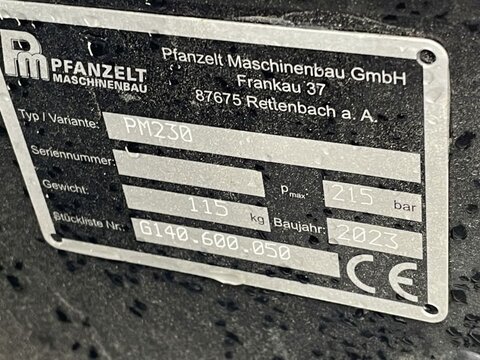 Pm PFANZELT
MASCHINENBAU
Pfanzelt Maschinenbau GmbH
Frankau 37
87675 Rettenbach a. A.
Typ / Variante: PM230
Seriennummer:
pmax. 215 bar
Gewicht: 115 kg
Baujahr: 2023
Stückliste Nr.: G140.600.050
CE